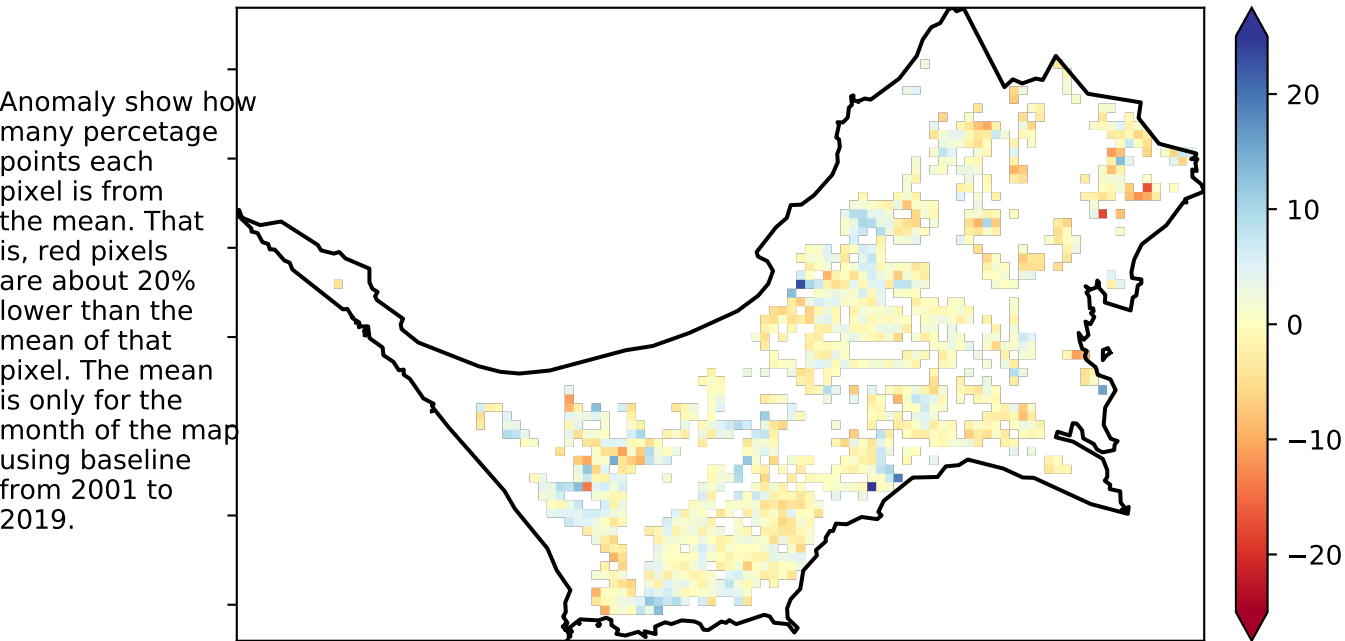 Anomaly show how
many percetage
points each
pixel is from
the mean. That
is, red pixels
are about 20%
lower than the
mean of that
pixel. The mean
is only for the
month of the map
using baseline
from 2001 to
2019.
20
10
0
−10
−20